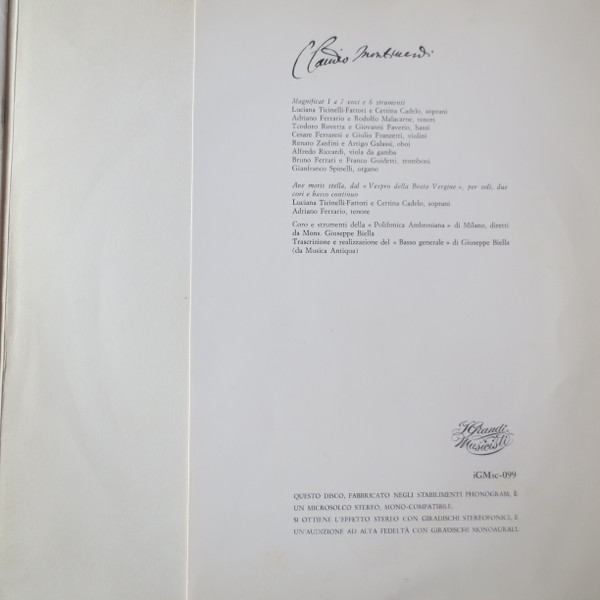 Claudio Monteverdi
Magnificat I a 7 voci e 6 strumenti
Luciana Ticinelli-Fattori e Cettina Cadelo, soprani
Adriano Ferrario e Rodolfo Malacarne, tenori
Teodoro Rovetta e Giovanni Faverio, bassi
Cesare Ferraresi e Giulio Franzetti, violini
Renato Zanfini e Arrigo Galassi, oboi
Alfredo Riccardi, viola da gamba
Bruno Ferrari e Franco Guidetti, tromboni
Gianfranco Spinelli, organo
Ave maris stella, dal « Vespro della Beata Vergine », per soli, due
cori e basso continuo
Luciana Ticinelli-Fattori e Cettina Cadelo, soprani
Adriano Ferrario, tenore
Coro e strumenti della « Polifonica Ambrosiana » di Milano, diretti
da Mons. Giuseppe Biella
Trascrizione e realizzazione del « Basso generale » di Giuseppe Biella
(da Musica Antiqua)
I Grandi
Musicisti
iGMsc-099
QUESTO DISCO, FABBRICATO NEGLI STABILIMENTI PHONOGRAM, È
UN MICROSOLCO STEREO, MONO-COMPATIBILE;
SI OTTIENE L'EFFETTO STEREO CON GIRADISCHI STEREOFONICI, E
UN'AUDIZIONE AD ALTA FEDELTÀ CON GIRADISCHI MONOAURALI.